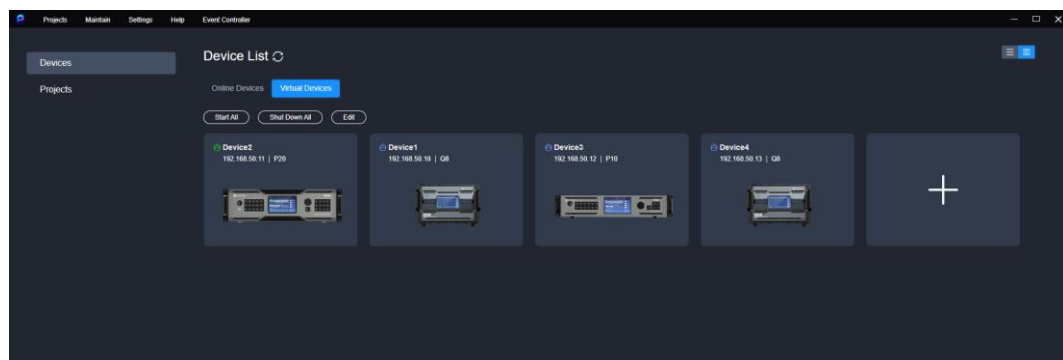 Projects Maintain Settings Help Event Controller
Devices
Projects
Device List
Online Devices Virtual Devices
Start All Shut Down All Edit
Device2
192.168.50.11 | P20
Device1
192.168.50.10 | Q8
Device3
192.168.50.12 | P10
Device4
192.168.50.13 | Q8